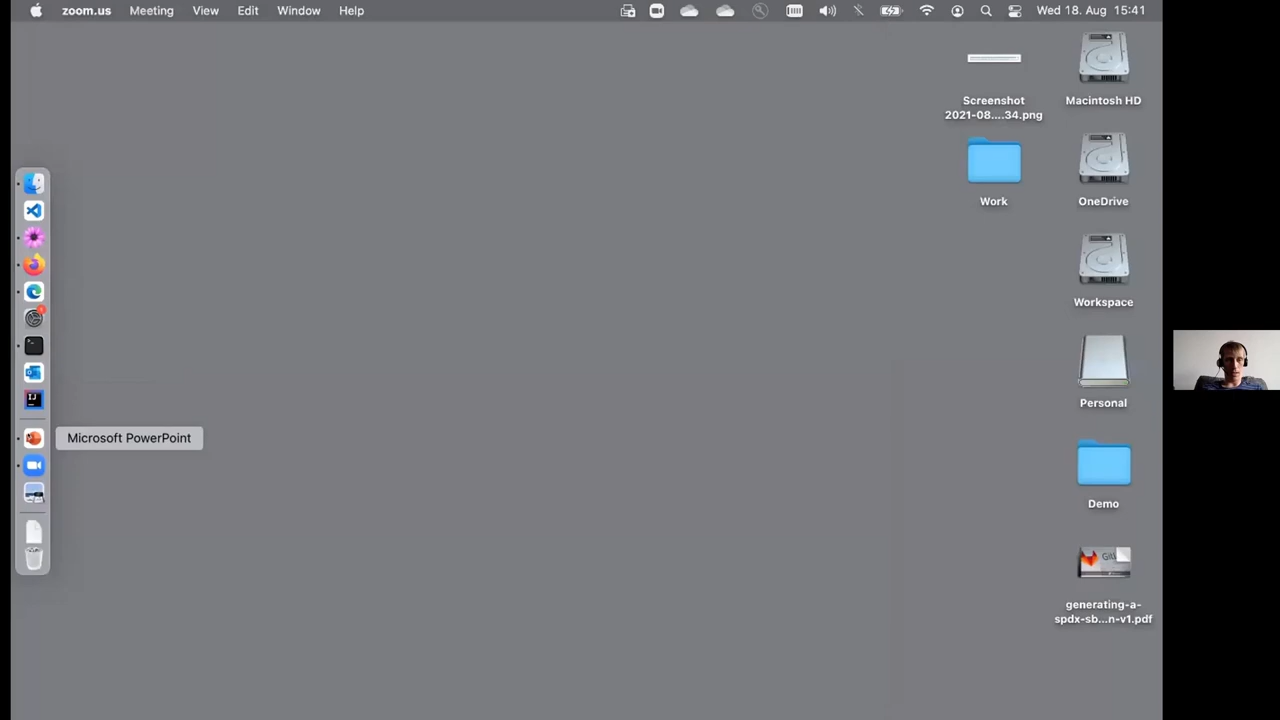 zoom.us Meeting View Edit Window Help Wed 18. Aug 15:41
Screenshot
2021-08....34.png
Macintosh HD
Work
OneDrive
Workspace
Personal
Microsoft PowerPoint
Demo
generating-a-
spdx-sb...n-v1.pdf